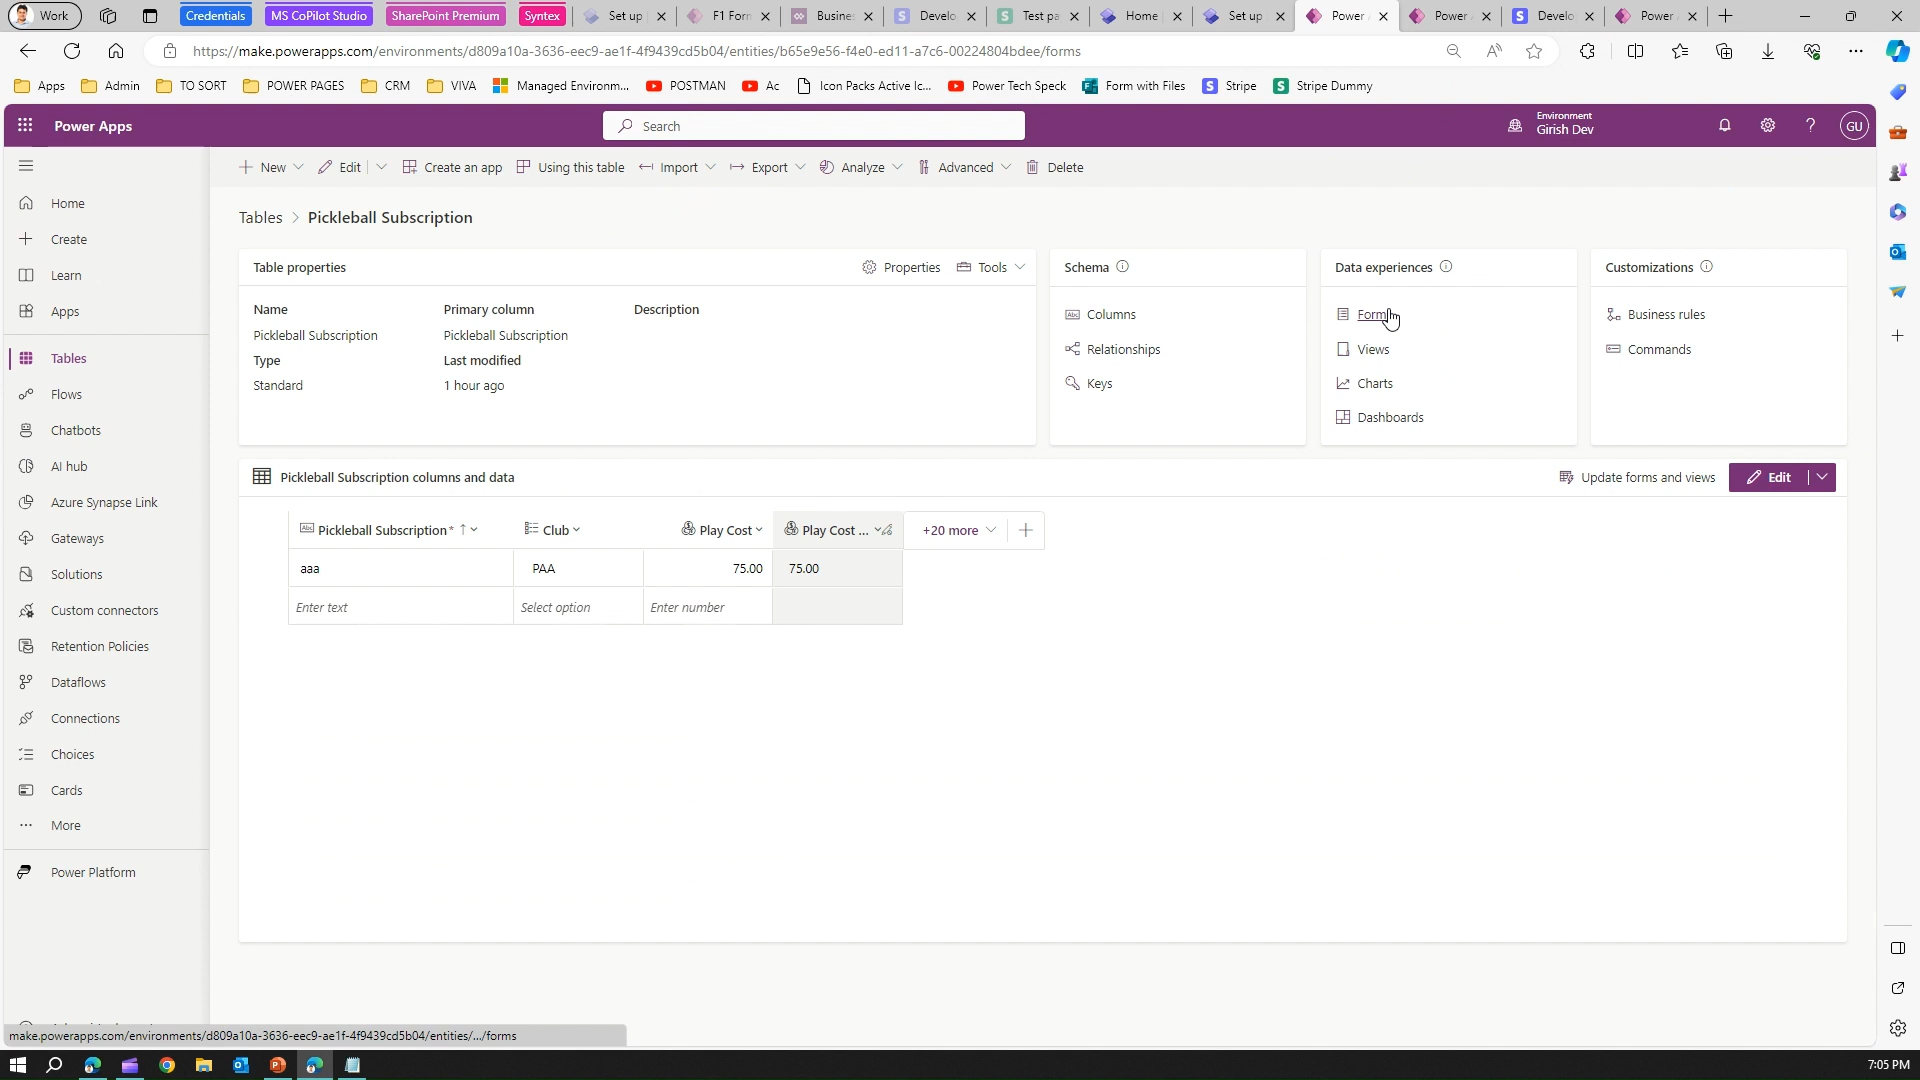 Work
Credentials
MS CoPilot Studio
SharePoint Premium
Syntex
Set up
F1 Forn
Busines
Develo
Test pa
Home
Set up
Power
Power
Develo
Power
https://make.powerapps.com/environments/d809a10a-3636-eec9-ae1f-4f9439cd5b04/entities/b65e9e56-f4e0-ed11-a7c6-00224804bdee/forms
Apps
Admin
TO SORT
POWER PAGES
CRM
VIVA
Managed Environm...
POSTMAN
Ac
Icon Packs Active Ic...
Power Tech Speck
Form with Files
Stripe
Stripe Dummy
Power Apps
Search
Environment
Girish Dev
GU
New
Edit
Create an app
Using this table
Import
Export
Analyze
Advanced
Delete
Home
Create
Learn
Apps
Tables
Flows
Chatbots
AI hub
Azure Synapse Link
Gateways
Solutions
Custom connectors
Retention Policies
Dataflows
Connections
Choices
Cards
More
Power Platform
Tables > Pickleball Subscription
Table properties
Properties
Tools
Name
Pickleball Subscription
Type
Standard
Primary column
Pickleball Subscription
Last modified
1 hour ago
Description
Schema
Columns
Relationships
Keys
Data experiences
Forms
Views
Charts
Dashboards
Customizations
Business rules
Commands
Pickleball Subscription columns and data
Update forms and views
Edit
Pickleball Subscription *
Club
Play Cost
Play Cost ...
+20 more
aaa
PAA
75.00
75.00
Enter text
Select option
Enter number
make.powerapps.com/environments/d809a10a-3636-eec9-ae1f-4f9439cd5b04/entities/.../forms
7:05 PM